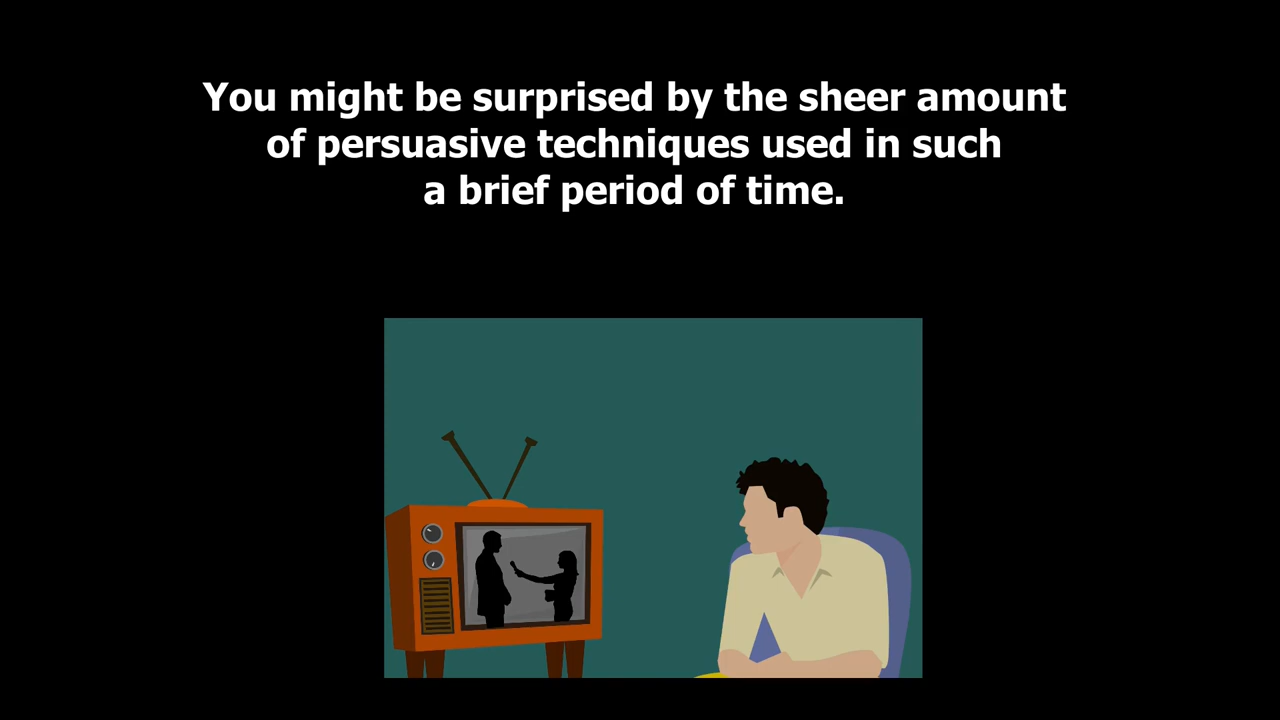 You might be surprised by the sheer amount
of persuasive techniques used in such
a brief period of time.